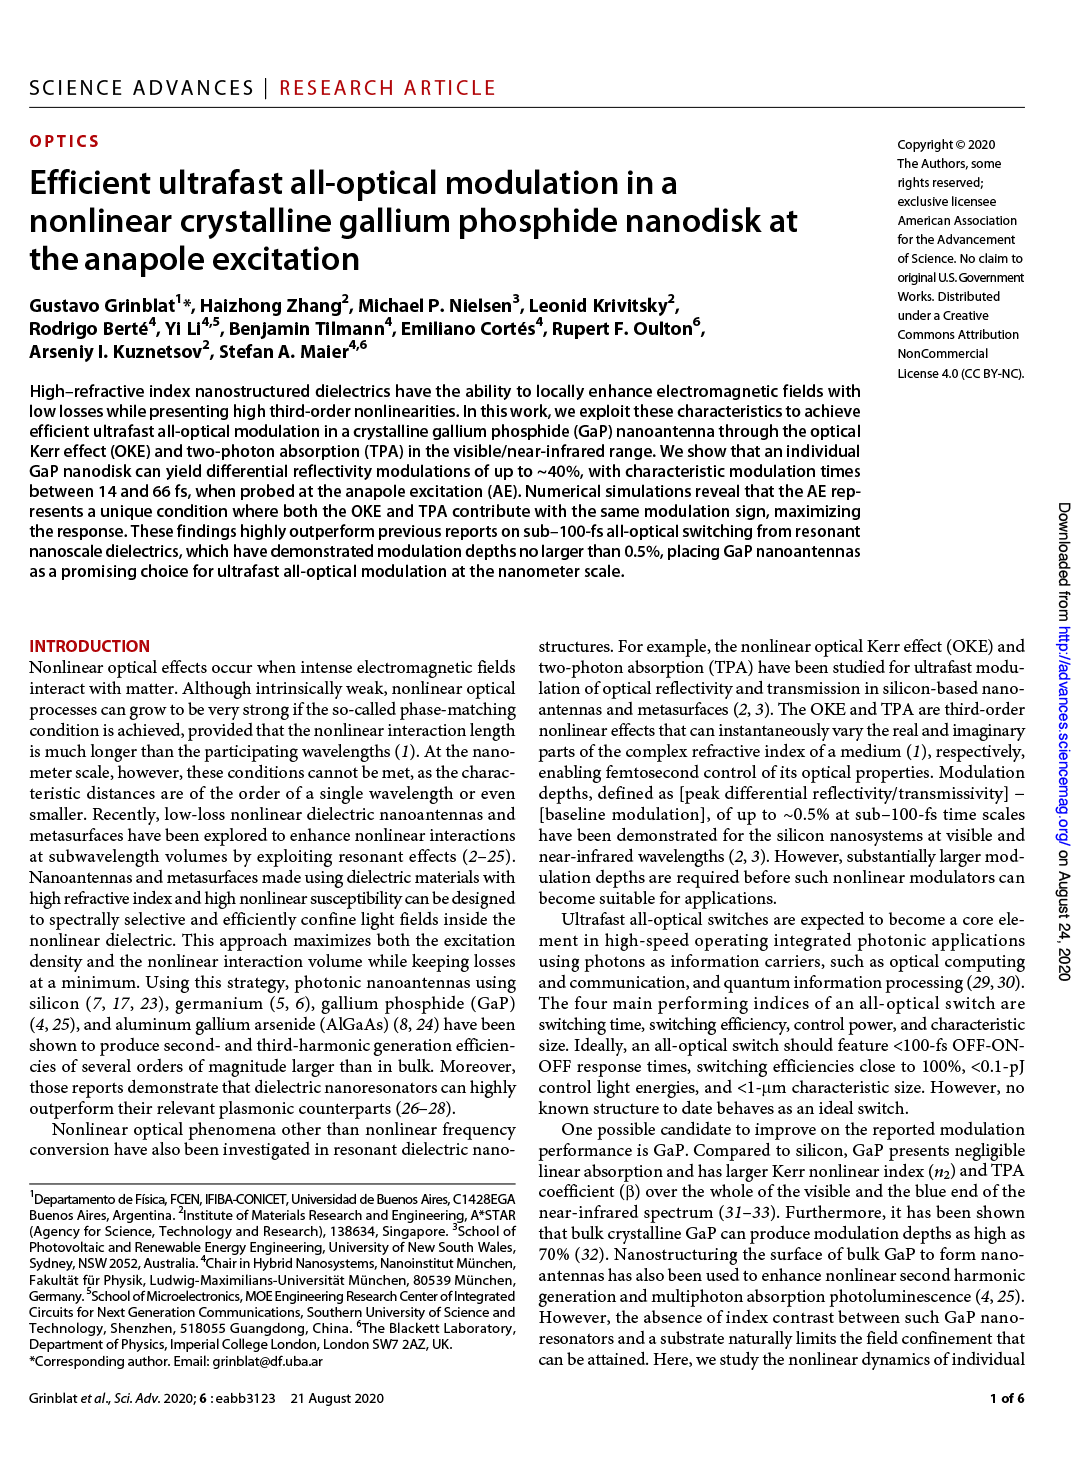 SCIENCE ADVANCES | RESEARCH ARTICLE
OPTICS
Efficient ultrafast all-optical modulation in a
nonlinear crystalline gallium phosphide nanodisk at
the anapole excitation
Gustavo Grinblat1*, Haizhong Zhang2, Michael P. Nielsen3, Leonid Krivitsky2,
Rodrigo Berté4, Yi Li4,5, Benjamin Tilmann4, Emiliano Cortés4, Rupert F. Oulton6,
Arseniy I. Kuznetsov2, Stefan A. Maier4,6
High–refractive index nanostructured dielectrics have the ability to locally enhance electromagnetic fields with
low losses while presenting high third-order nonlinearities. In this work, we exploit these characteristics to achieve
efficient ultrafast all-optical modulation in a crystalline gallium phosphide (GaP) nanoantenna through the optical
Kerr effect (OKE) and two-photon absorption (TPA) in the visible/near-infrared range. We show that an individual
GaP nanodisk can yield differential reflectivity modulations of up to ~40%, with characteristic modulation times
between 14 and 66 fs, when probed at the anapole excitation (AE). Numerical simulations reveal that the AE rep-
resents a unique condition where both the OKE and TPA contribute with the same modulation sign, maximizing
the response. These findings highly outperform previous reports on sub–100-fs all-optical switching from resonant
nanoscale dielectrics, which have demonstrated modulation depths no larger than 0.5%, placing GaP nanoantennas
as a promising choice for ultrafast all-optical modulation at the nanometer scale.
Copyright © 2020
The Authors, some
rights reserved;
exclusive licensee
American Association
for the Advancement
of Science. No claim to
original U.S. Government
Works. Distributed
under a Creative
Commons Attribution
NonCommercial
License 4.0 (CC BY-NC).
INTRODUCTION
Nonlinear optical effects occur when intense electromagnetic fields
interact with matter. Although intrinsically weak, nonlinear optical
processes can grow to be very strong if the so-called phase-matching
condition is achieved, provided that the nonlinear interaction length
is much longer than the participating wavelengths (1). At the nano-
meter scale, however, these conditions cannot be met, as the charac-
teristic distances are of the order of a single wavelength or even
smaller. Recently, low-loss nonlinear dielectric nanoantennas and
metasurfaces have been explored to enhance nonlinear interactions
at subwavelength volumes by exploiting resonant effects (2–25).
Nanoantennas and metasurfaces made using dielectric materials with
high refractive index and high nonlinear susceptibility can be designed
to spectrally selective and efficiently confine light fields inside the
nonlinear dielectric. This approach maximizes both the excitation
density and the nonlinear interaction volume while keeping losses
at a minimum. Using this strategy, photonic nanoantennas using
silicon (7, 17, 23), germanium (5, 6), gallium phosphide (GaP)
(4, 25), and aluminum gallium arsenide (AlGaAs) (8, 24) have been
shown to produce second- and third-harmonic generation efficien-
cies of several orders of magnitude larger than in bulk. Moreover,
those reports demonstrate that dielectric nanoresonators can highly
outperform their relevant plasmonic counterparts (26–28).
Nonlinear optical phenomena other than nonlinear frequency
conversion have also been investigated in resonant dielectric nano-
1Departamento de Física, FCEN, IFIBA-CONICET, Universidad de Buenos Aires, C1428EGA
Buenos Aires, Argentina. 2Institute of Materials Research and Engineering, A*STAR
(Agency for Science, Technology and Research), 138634, Singapore. 3School of
Photovoltaic and Renewable Energy Engineering, University of New South Wales,
Sydney, NSW 2052, Australia. 4Chair in Hybrid Nanosystems, Nanoinstitut München,
Fakultät für Physik, Ludwig-Maximilians-Universität München, 80539 München,
Germany. 5School of Microelectronics, MOE Engineering Research Center of Integrated
Circuits for Next Generation Communications, Southern University of Science and
Technology, Shenzhen, 518055 Guangdong, China. 6The Blackett Laboratory,
Department of Physics, Imperial College London, London SW7 2AZ, UK.
*Corresponding author. Email: grinblat@df.uba.ar
structures. For example, the nonlinear optical Kerr effect (OKE) and
two-photon absorption (TPA) have been studied for ultrafast modu-
lation of optical reflectivity and transmission in silicon-based nano-
antennas and metasurfaces (2, 3). The OKE and TPA are third-order
nonlinear effects that can instantaneously vary the real and imaginary
parts of the complex refractive index of a medium (1), respectively,
enabling femtosecond control of its optical properties. Modulation
depths, defined as [peak differential reflectivity/transmissivity] –
[baseline modulation], of up to ~0.5% at sub–100-fs time scales
have been demonstrated for the silicon nanosystems at visible and
near-infrared wavelengths (2, 3). However, substantially larger mod-
ulation depths are required before such nonlinear modulators can
become suitable for applications.
Ultrafast all-optical switches are expected to become a core ele-
ment in high-speed operating integrated photonic applications
using photons as information carriers, such as optical computing
and communication, and quantum information processing (29, 30).
The four main performing indices of an all-optical switch are
switching time, switching efficiency, control power, and characteristic
size. Ideally, an all-optical switch should feature <100-fs OFF-ON-
OFF response times, switching efficiencies close to 100%, <0.1-pJ
control light energies, and <1-μm characteristic size. However, no
known structure to date behaves as an ideal switch.
One possible candidate to improve on the reported modulation
performance is GaP. Compared to silicon, GaP presents negligible
linear absorption and has larger Kerr nonlinear index (n2) and TPA
coefficient (β) over the whole of the visible and the blue end of the
near-infrared spectrum (31–33). Furthermore, it has been shown
that bulk crystalline GaP can produce modulation depths as high as
70% (32). Nanostructuring the surface of bulk GaP to form nano-
antennas has also been used to enhance nonlinear second harmonic
generation and multiphoton absorption photoluminescence (4, 25).
However, the absence of index contrast between such GaP nano-
resonators and a substrate naturally limits the field confinement that
can be attained. Here, we study the nonlinear dynamics of individual
Grinblat et al., Sci. Adv. 2020; 6 : eabb3123 21 August 2020
1 of 6
Downloaded from http://advances.sciencemag.org/ on August 24, 2020